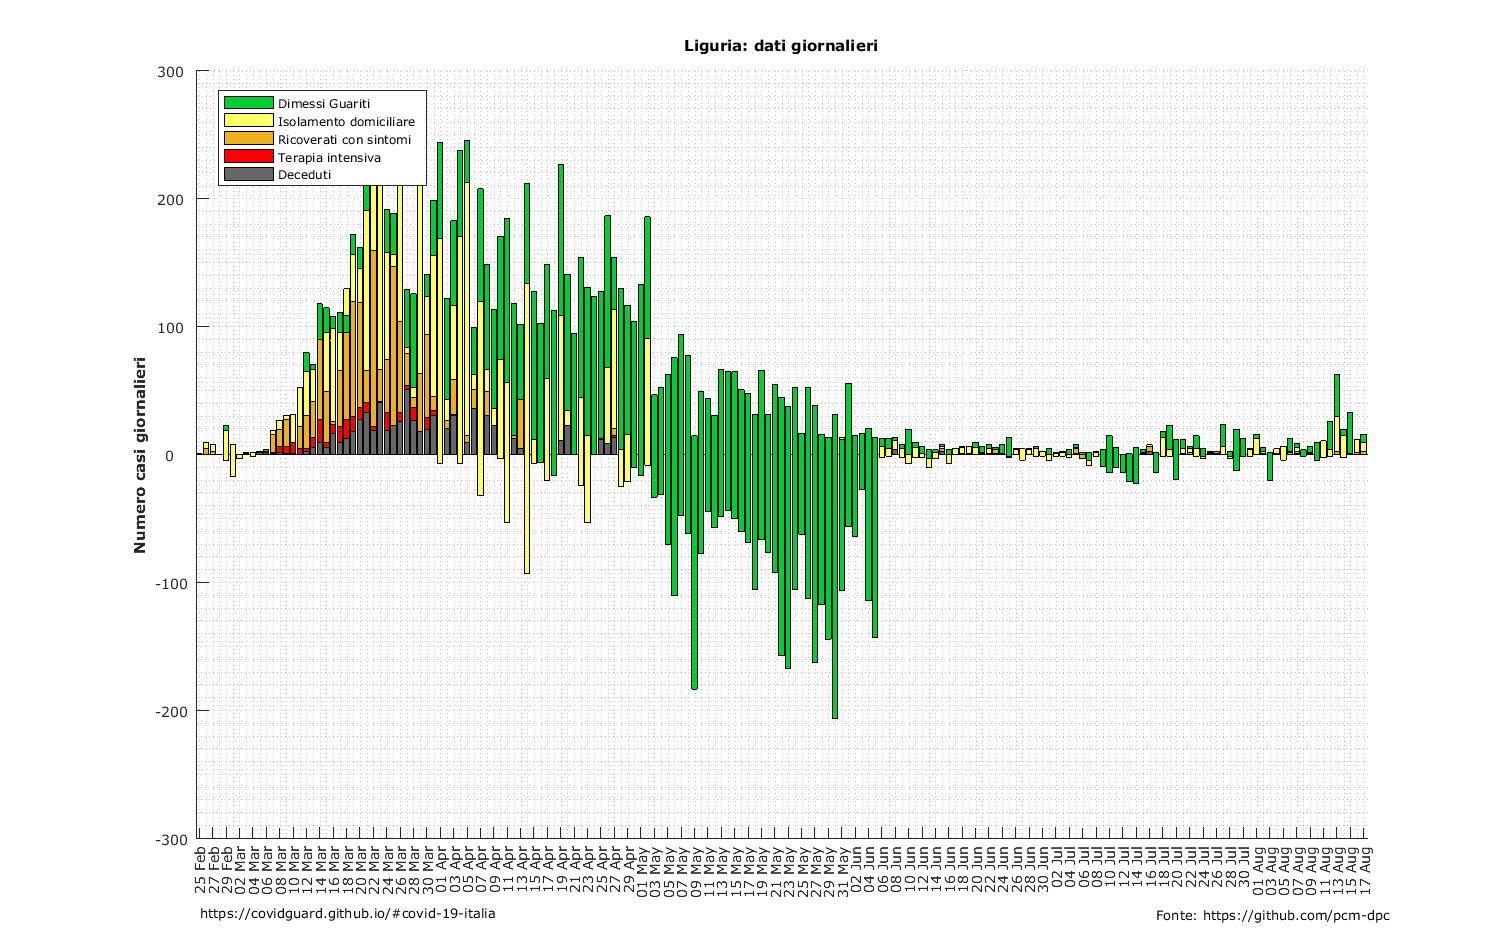 Liguria: dati giornalieri
300
200
100
0
-100
-200
-300
Numero casi giornalieri
Dimessi Guariti
Isolamento domiciliare
Ricoverati con sintomi
Terapia intensiva
Deceduti
25 Feb
27 Feb
29 Feb
02 Mar
04 Mar
06 Mar
08 Mar
10 Mar
12 Mar
14 Mar
16 Mar
18 Mar
20 Mar
22 Mar
24 Mar
26 Mar
28 Mar
30 Mar
01 Apr
03 Apr
05 Apr
07 Apr
09 Apr
11 Apr
13 Apr
15 Apr
17 Apr
19 Apr
21 Apr
23 Apr
25 Apr
27 Apr
29 Apr
01 May
03 May
05 May
07 May
09 May
11 May
13 May
15 May
17 May
19 May
21 May
23 May
25 May
27 May
29 May
31 May
02 Jun
04 Jun
06 Jun
08 Jun
10 Jun
12 Jun
14 Jun
16 Jun
18 Jun
20 Jun
22 Jun
24 Jun
26 Jun
28 Jun
30 Jun
02 Jul
04 Jul
06 Jul
08 Jul
10 Jul
12 Jul
14 Jul
16 Jul
18 Jul
20 Jul
22 Jul
24 Jul
26 Jul
28 Jul
30 Jul
01 Aug
03 Aug
05 Aug
07 Aug
09 Aug
11 Aug
13 Aug
15 Aug
17 Aug
https://covidguard.github.io/#covid-19-italia
Fonte: https://github.com/pcm-dpc